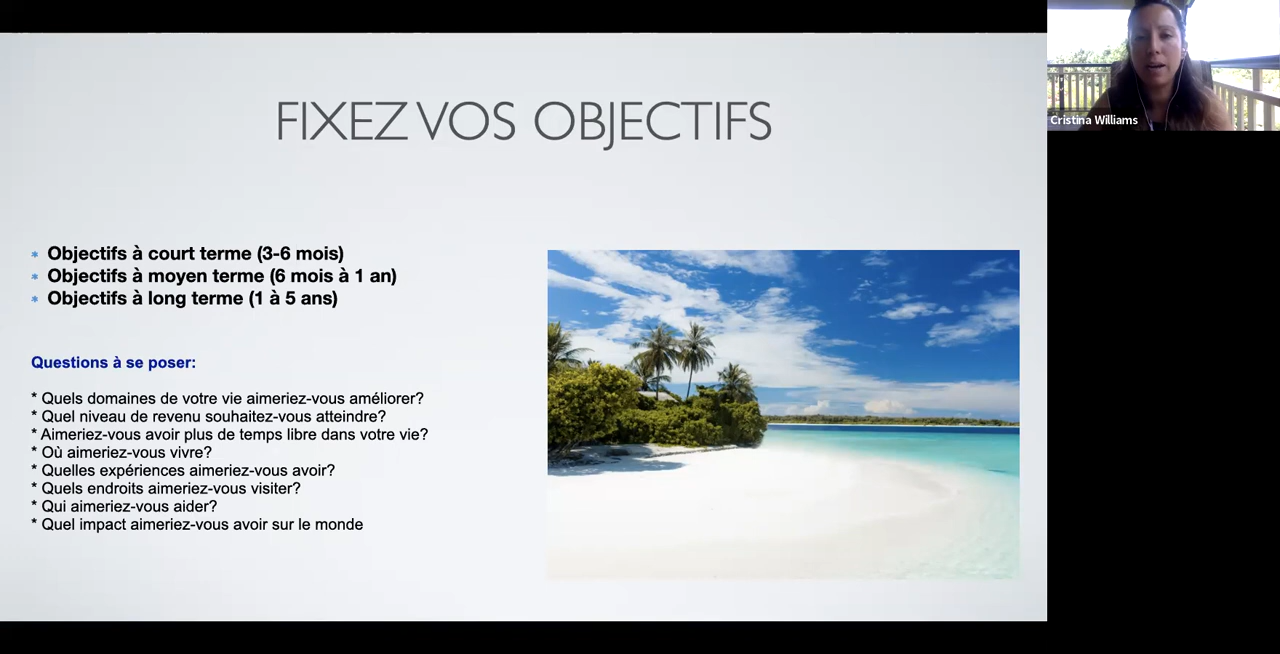 FIXEZ VOS OBJECTIFS
* Objectifs à court terme (3-6 mois)
* Objectifs à moyen terme (6 mois à 1 an)
* Objectifs à long terme (1 à 5 ans)
Questions à se poser:
* Quels domaines de votre vie aimeriez-vous améliorer?
* Quel niveau de revenu souhaitez-vous atteindre?
* Aimeriez-vous avoir plus de temps libre dans votre vie?
* Où aimeriez-vous vivre?
* Quelles expériences aimeriez-vous avoir?
* Quels endroits aimeriez-vous visiter?
* Qui aimeriez-vous aider?
* Quel impact aimeriez-vous avoir sur le monde
Cristina Williams